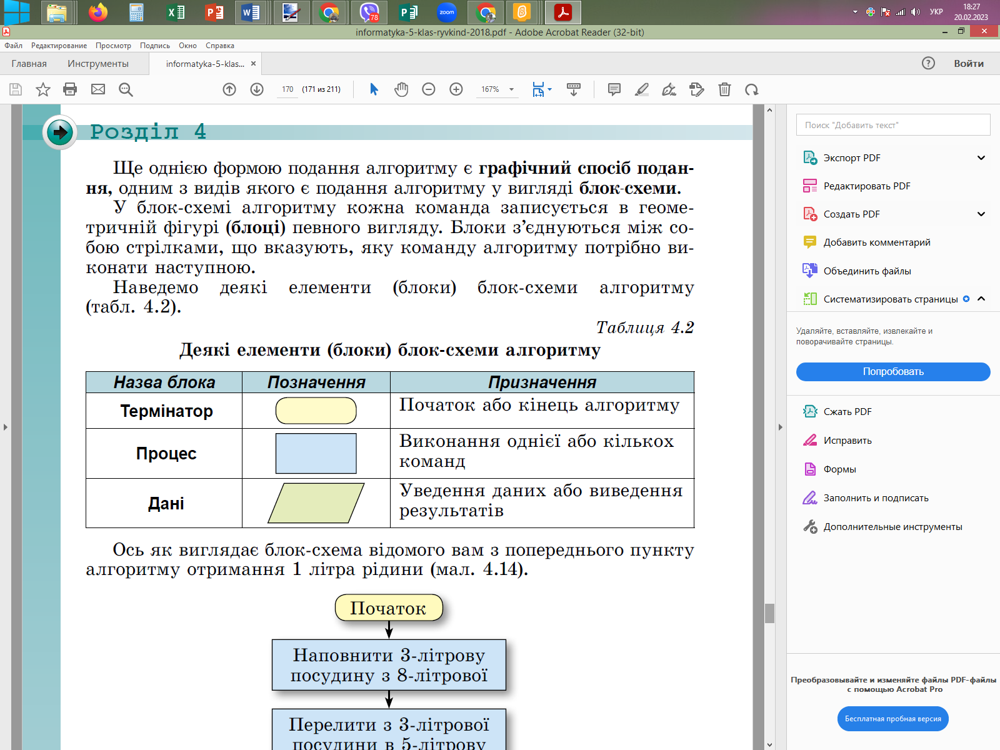 78
zoom
УКР
18:27
20.02.2023
informatyka-5-klas-ryvkind-2018.pdf - Adobe Acrobat Reader (32-bit)
Файл Редактирование Просмотр Подпись Окно Справка
Главная Инструменты informatyka-5-klas... × Войти
170 (171 из 211) 167%
Розділ 4
Ще однією формою подання алгоритму є графічний спосіб подан-
ня, одним з видів якого є подання алгоритму у вигляді блок-схеми.
У блок-схемі алгоритму кожна команда записується в геоме-
тричній фігурі (блоці) певного вигляду. Блоки з’єднуються між со-
бою стрілками, що вказують, яку команду алгоритму потрібно ви-
конати наступною.
Наведемо деякі елементи (блоки) блок-схеми алгоритму
(табл. 4.2).
Таблиця 4.2
Деякі елементи (блоки) блок-схеми алгоритму
Назва блока Позначення Призначення
Термінатор Початок або кінець алгоритму
Процес Виконання однієї або кількох
команд
Дані Уведення даних або виведення
результатів
Ось як виглядає блок-схема відомого вам з попереднього пункту
алгоритму отримання 1 літра рідини (мал. 4.14).
Початок
Наповнити 3-літрову
посудину з 8-літрової
Перелити з 3-літрової
посудини в 5-літрову
Поиск "Добавить текст"
Экспорт PDF
Редактировать PDF
Создать PDF
Добавить комментарий
Объединить файлы
Систематизировать страницы
Удаляйте, вставляйте, извлекайте и
поворачивайте страницы.
Попробовать
Сжать PDF
Исправить
Формы
Заполнить и подписать
Дополнительные инструменты
Преобразовывайте и изменяйте файлы PDF-файлы
с помощью Acrobat Pro
Бесплатная пробная версия